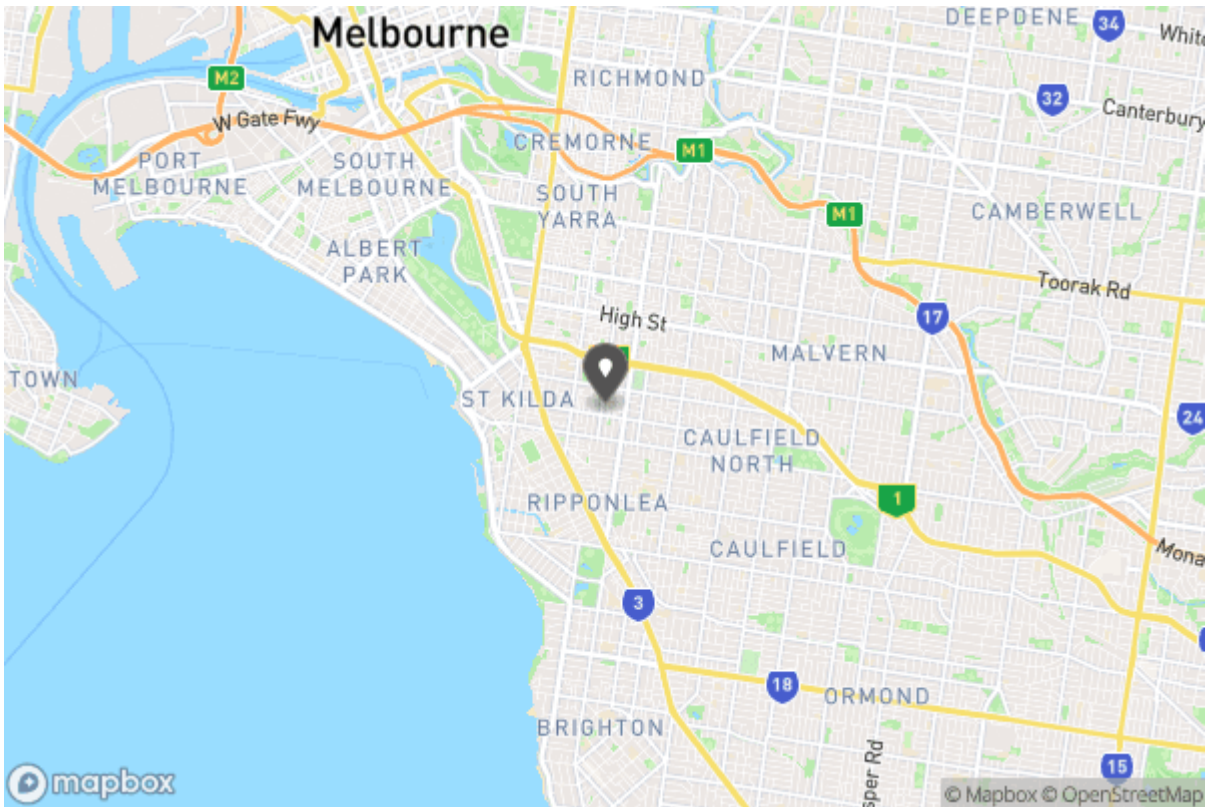 DEEPDENE
34
Whit
Melbourne
RICHMOND
M2
32
Canterbury
W Gate Fwy
CREMORNE
M1
PORT
MELBOURNE
SOUTH
MELBOURNE
SOUTH
YARRA
M1
CAMBERWELL
ALBERT
PARK
Toorak Rd
High St
17
MALVERN
TOWN
ST KILDA
24
CAULFIELD
NORTH
RIPPONLEA
1
CAULFIELD
Mona
3
18
ORMOND
BRIGHTON
sper Rd
15
mapbox
© Mapbox © OpenStreetMap